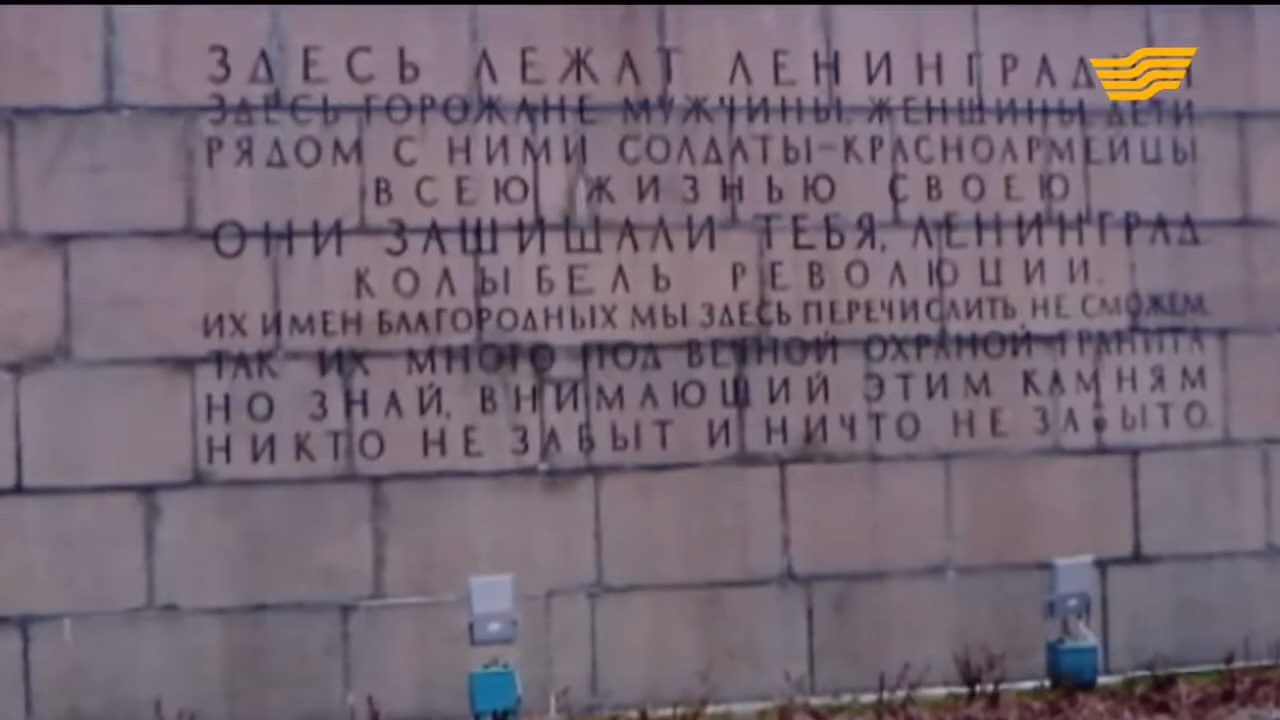 ЗДЕСЬ ЛЕЖАТ ЛЕНИНГРАДЦЫ
ЗДЕСЬ ГОРОЖАНЕ МУЖЧИНЫ, ЖЕНЩИНЫ, ДЕТИ
РЯДОМ С НИМИ СОЛДАТЫ-КРАСНОАРМЕЙЦЫ
ВСЕЮ ЖИЗНЬЮ СВОЕЮ
ОНИ ЗАЩИЩАЛИ ТЕБЯ, ЛЕНИНГРАД
КОЛЫБЕЛЬ РЕВОЛЮЦИИ.
ИХ ИМЕН БЛАГОРОДНЫХ МЫ ЗДЕСЬ ПЕРЕЧИСЛИТЬ НЕ СМОЖЕМ,
ТАК ИХ МНОГО ПОД ВЕЧНОЙ ОХРАНОЙ ГРАНИТА
НО ЗНАЙ, ВНИМАЮЩИЙ ЭТИМ КАМНЯМ
НИКТО НЕ ЗАБЫТ И НИЧТО НЕ ЗАБЫТО.